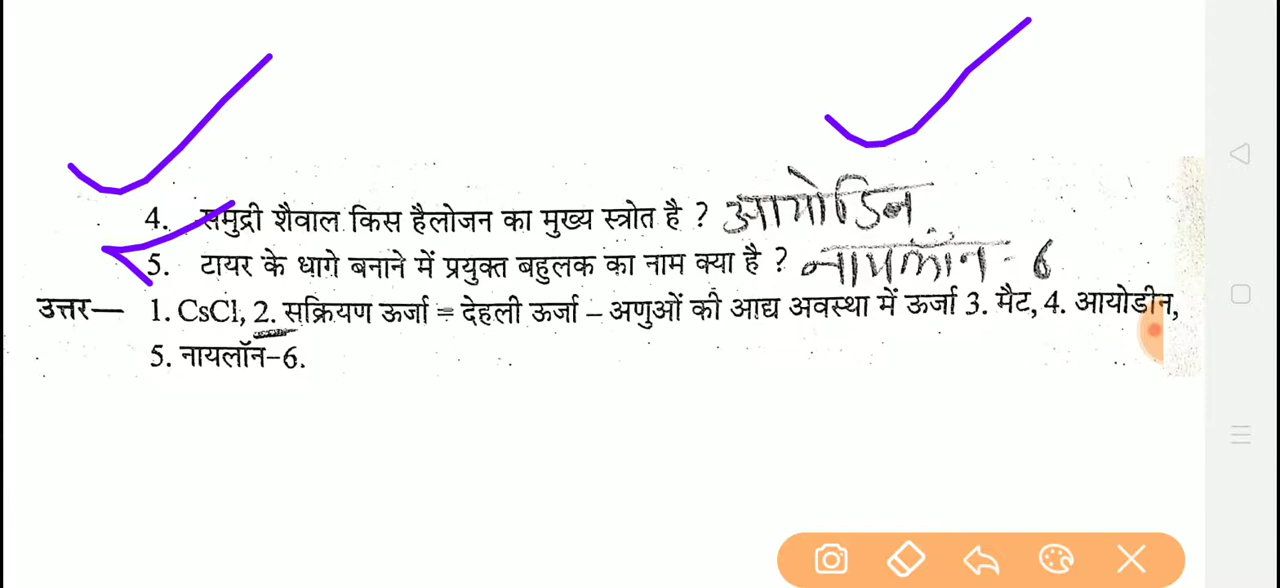 4. समुद्री शैवाल किस हैलोजन का मुख्य स्त्रोत है ? आयोडिन
5. टायर के धागे बनाने में प्रयुक्त बहुलक का नाम क्या है ? नायलॉन - 6
उत्तर— 1. CsCl, 2. सक्रियण ऊर्जा = देहली ऊर्जा – अणुओं की आद्य अवस्था में ऊर्जा 3. मैट, 4. आयोडीन,
5. नायलॉन-6.